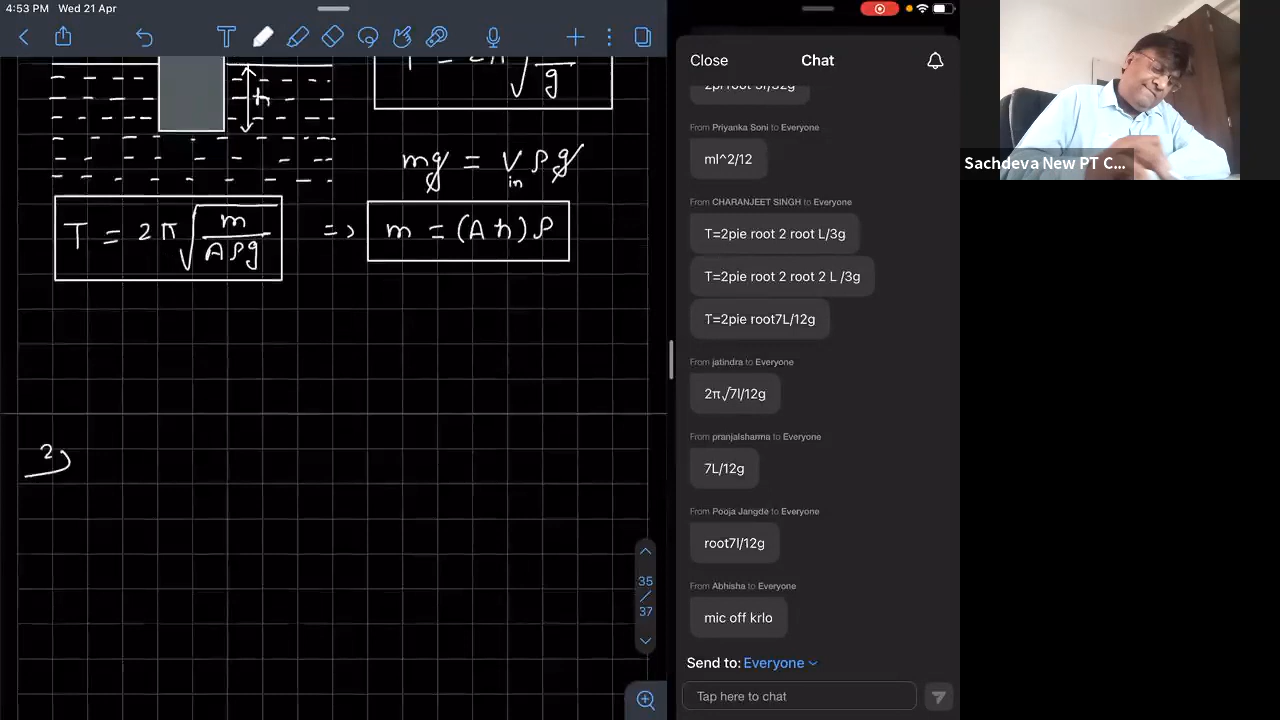 4:53 PM Wed 21 Apr
h
g
mg = V_in ρg
T = 2π√(m/Aρg) => m = (Ah)ρ
2)
35
/
37
Close Chat
From Priyanka Soni to Everyone
ml^2/12
From CHARANJEET SINGH to Everyone
T=2pie root 2 root L/3g
T=2pie root 2 root 2 L /3g
T=2pie root7L/12g
From jatindra to Everyone
2π√7l/12g
From pranjalsharma to Everyone
7L/12g
From Pooja Jangde to Everyone
root7l/12g
From Abhisha to Everyone
mic off krlo
Send to: Everyone
Tap here to chat
Sachdeva New PT C...